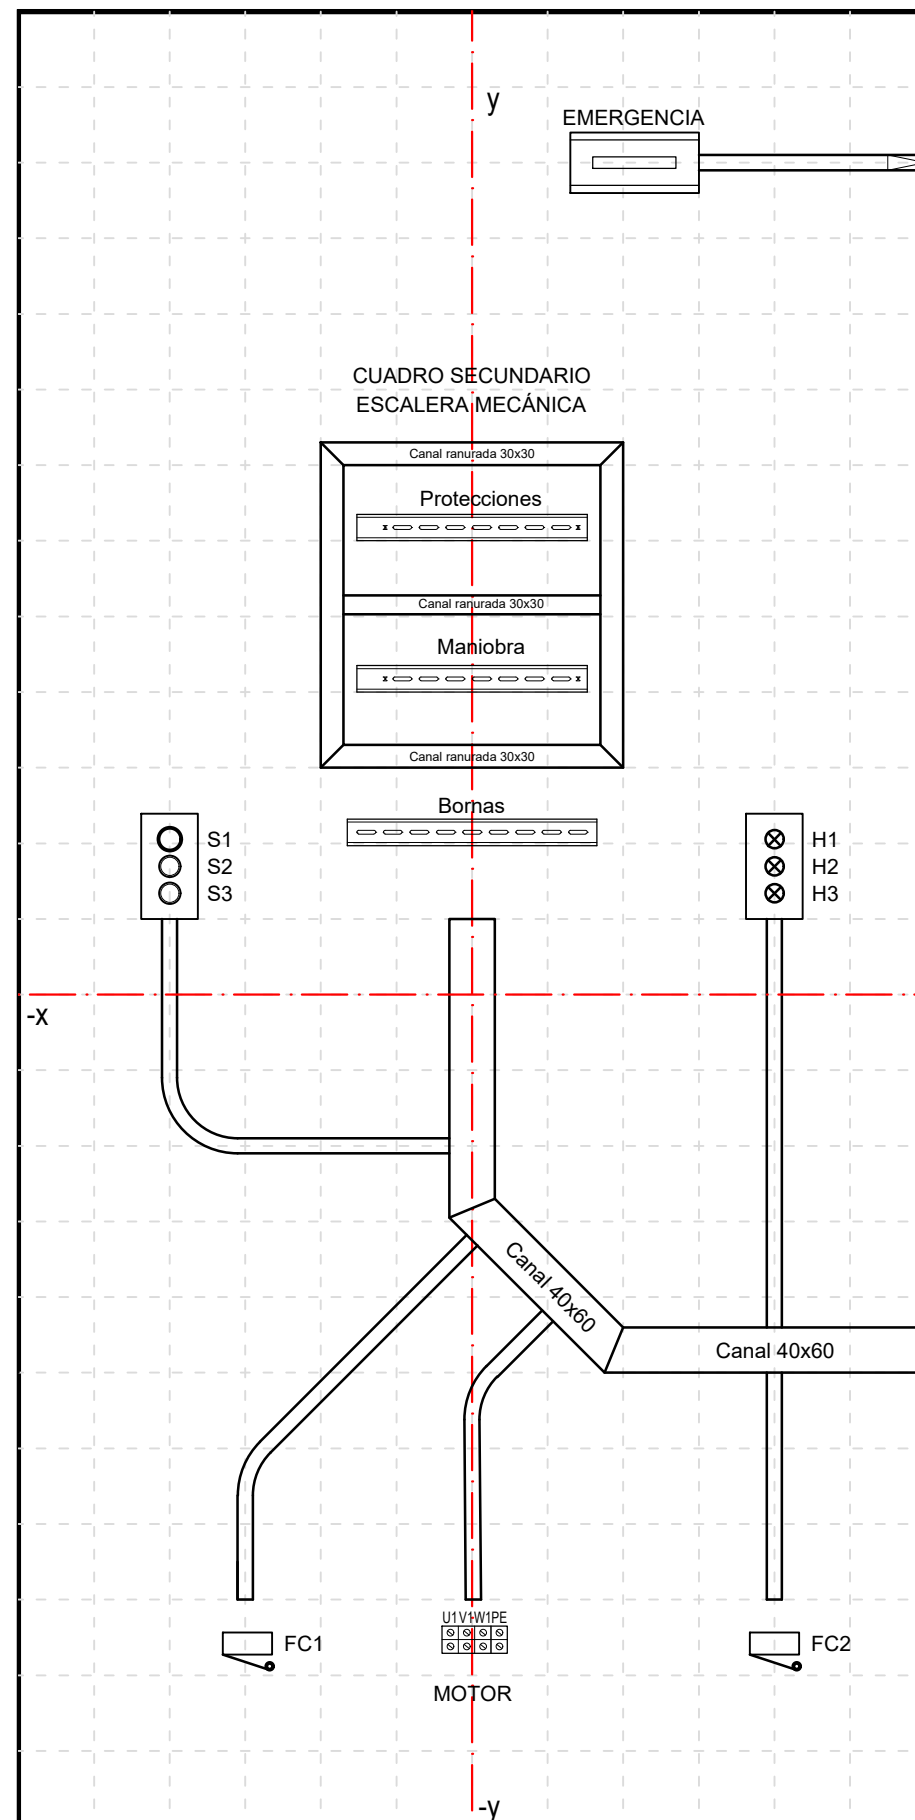 y
EMERGENCIA
CUADRO SECUNDARIO
ESCALERA MECÁNICA
Canal ranurada 30x30
Protecciones
Canal ranurada 30x30
Maniobra
Canal ranurada 30x30
Bornas
S1
S2
S3
H1
H2
H3
-x
Canal 40x60
Canal 40x60
U1V1W1PE
FC1
FC2
MOTOR
-y